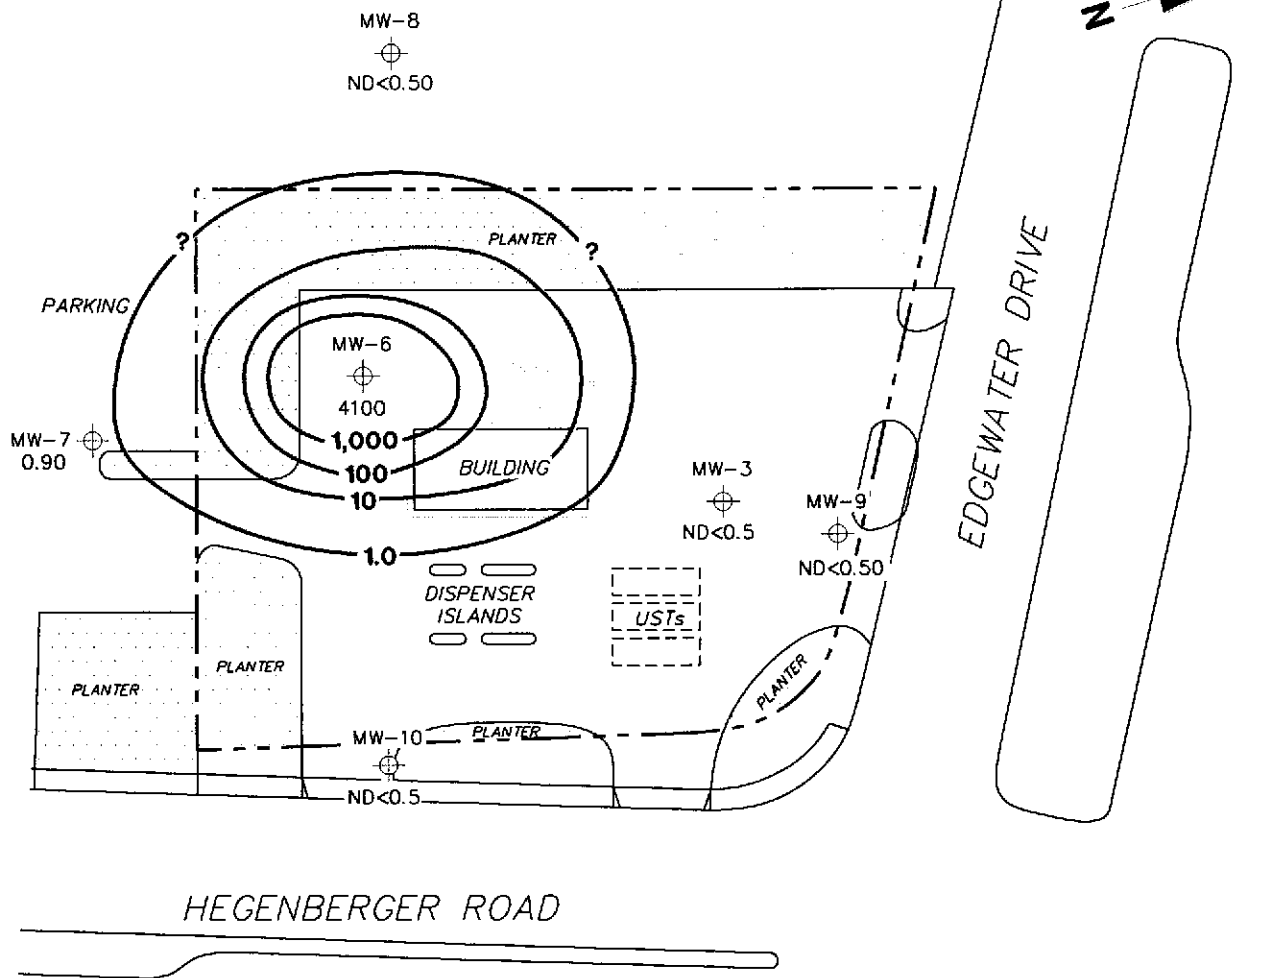 MW-8
ND<0.50
N
?
PLANTER
?
PARKING
MW-6
4100
1,000
100
10
1.0
MW-7
0.90
BUILDING
MW-3
ND<0.5
MW-9
ND<0.50
EDGEWATER DRIVE
DISPENSER
ISLANDS
USTs
PLANTER
PLANTER
PLANTER
PLANTER
MW-10
ND<0.5
HEGENBERGER ROAD